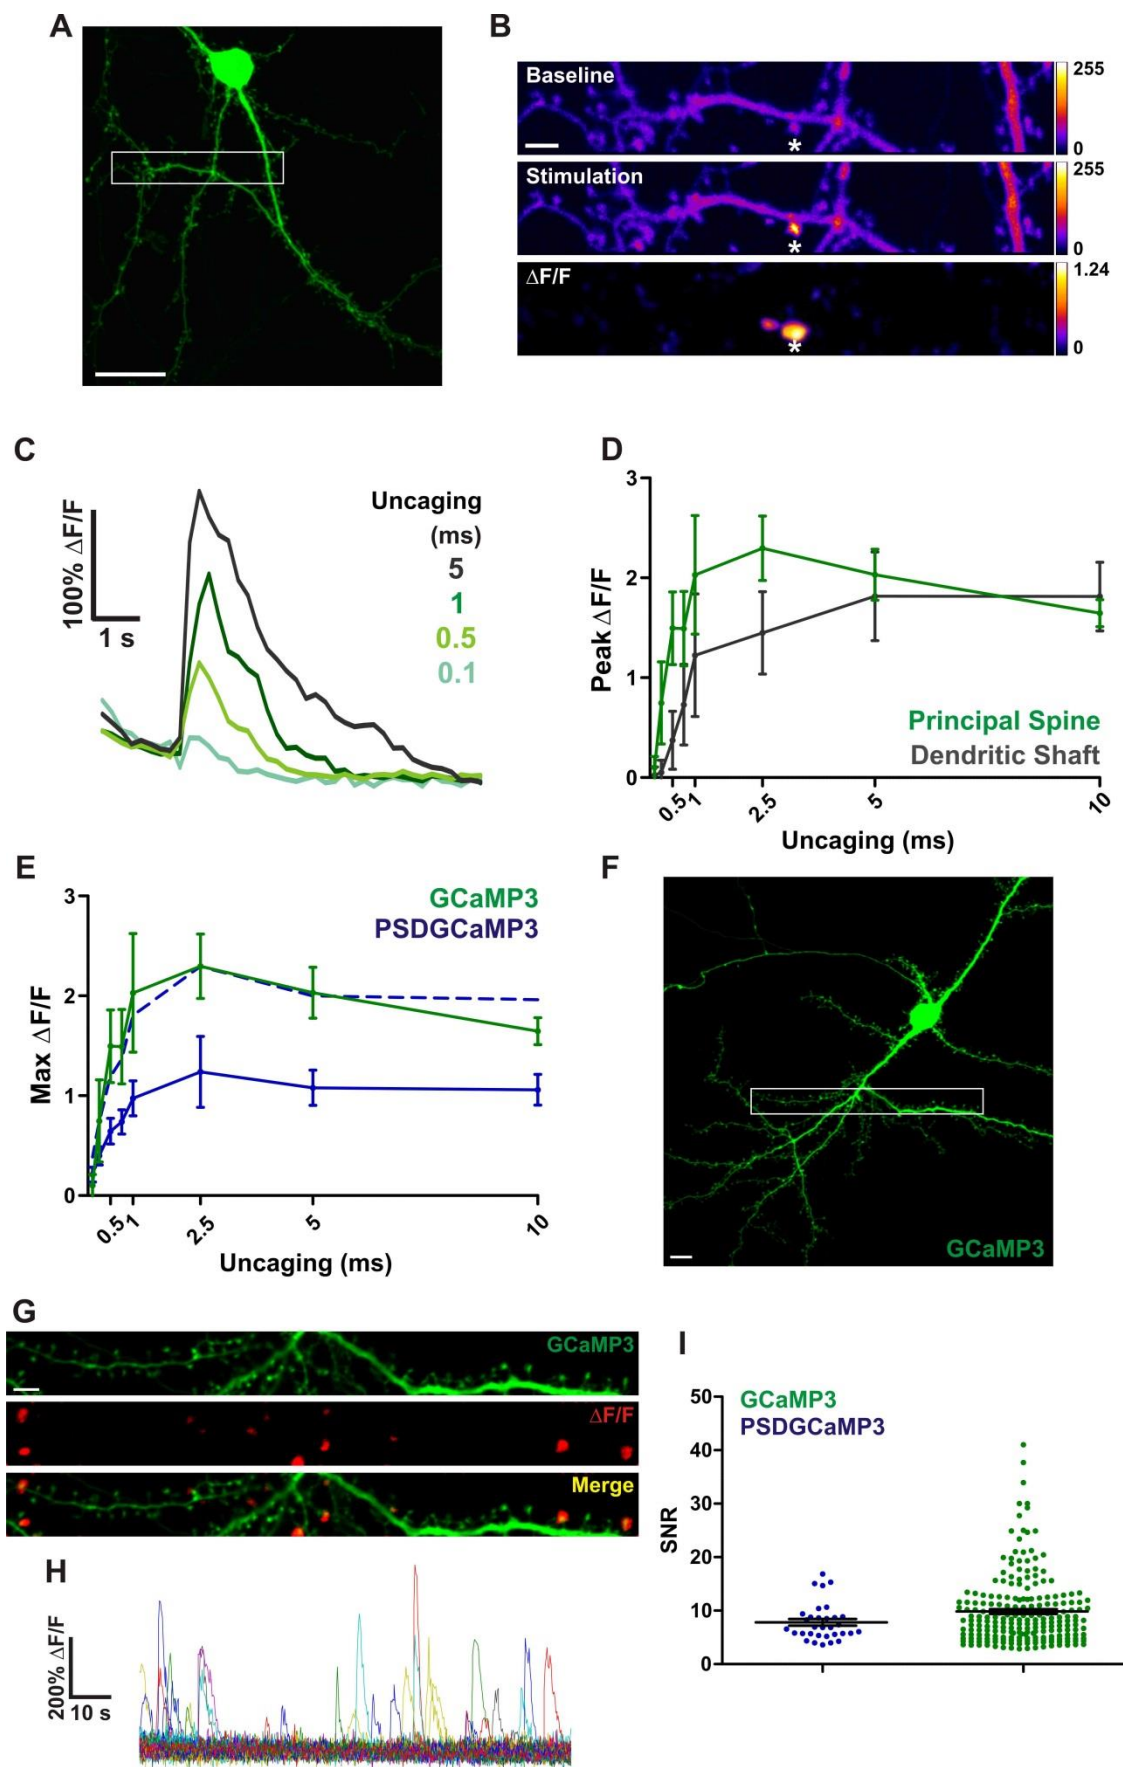 A
B
Baseline
255
0
*
Stimulation
255
0
*
ΔF/F
1.24
0
*
C
100% ΔF/F
1 s
Uncaging
(ms)
5
1
0.5
0.1
D
Peak ΔF/F
3
2
1
0
0.5
1
2.5
5
10
Principal Spine
Dendritic Shaft
Uncaging (ms)
E
Max ΔF/F
3
2
1
0
GCaMP3
PSDGCaMP3
0.5
1
2.5
5
10
Uncaging (ms)
F
GCaMP3
G
GCaMP3
ΔF/F
Merge
H
200% ΔF/F
10 s
I
SNR
50
40
30
20
10
0
GCaMP3
PSDGCaMP3